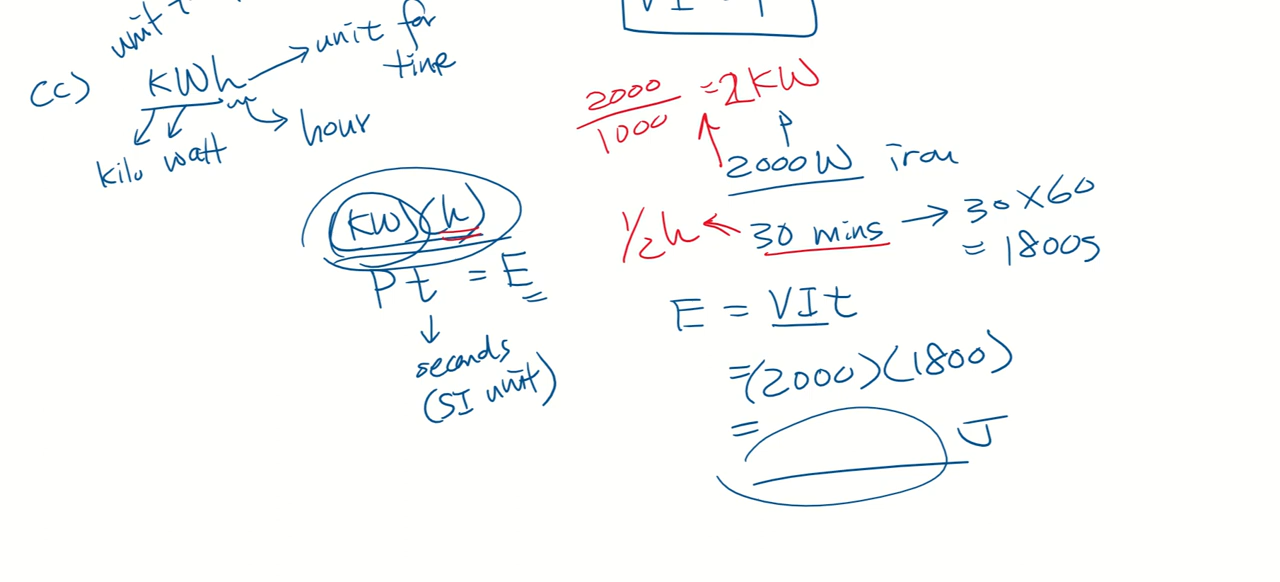 unit
VI
(c)
KWh
unit for
time
kilo watt
hour
2000/1000 = 2KW
P
2000W iron
½h
30 mins
30×60
= 1800s
(KW)(h)
Pt = E
seconds
(SI unit)
E = VIt
= (2000)(1800)
= J